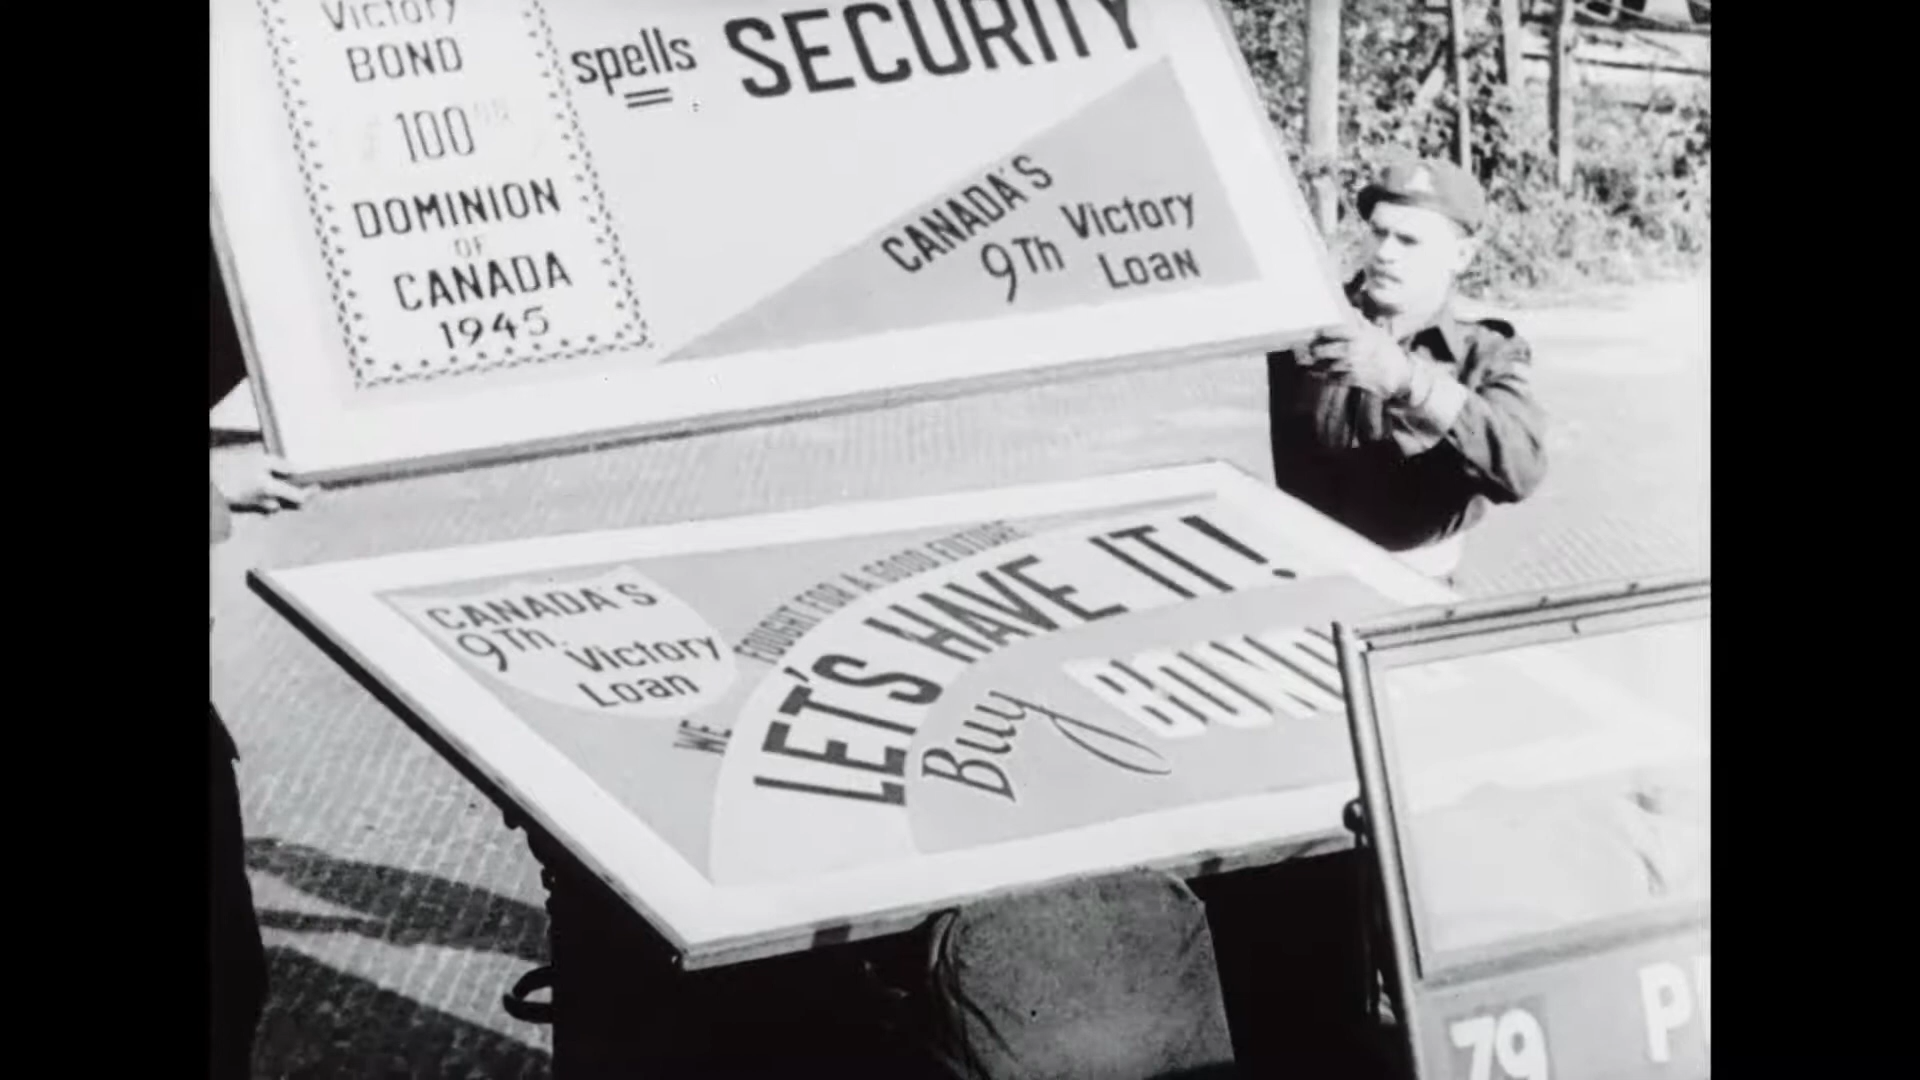 Victory
BOND
100
DOMINION
OF
CANADA
1945
spells
SECURITY
CANADA'S
9Th Victory
Loan
CANADA'S
9Th Victory
Loan
WE FOUGHT FOR A GOOD FUTURE
LET'S HAVE IT!
Buy
79